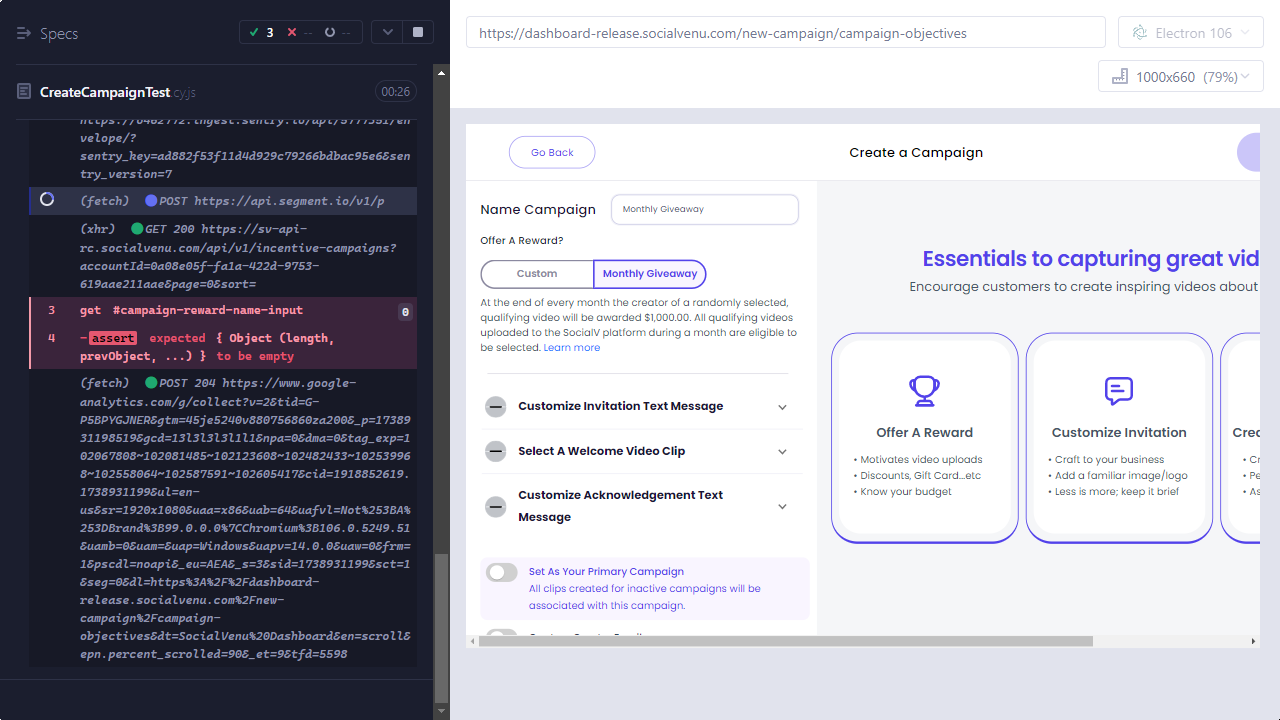 Specs
3
--
--
CreateCampaignTest.cy.js
00:26
velope/?
sentry_key=ad882f53f11d4d929c79266bdbac95e6&sen
try_version=7
(fetch) POST https://api.segment.io/v1/p
(xhr) GET 200 https://sv-api-
rc.socialvenu.com/api/v1/incentive-campaigns?
accountId=0a08e05f-fa1a-422d-9753-
619aae211aae&page=0&sort=
3 get #campaign-reward-name-input 0
4 -assert expected { Object (length,
prevObject, ...) } to be empty
(fetch) POST 204 https://www.google-
analytics.com/g/collect?v=2&tid=G-
P5BPYGJNER&gtm=45je5240v880756860za200&_p=17389
31198519&gcd=13l3l3l3l1l1&npa=0&dma=0&tag_exp=1
02067808~102081485~102123608~102482433~10253996
8~102558064~102587591~102605417&cid=1918852619.
1738931199&ul=en-
us&sr=1920x1080&uaa=x86&uab=64&uafvl=Not%253BA%
253DBrand%3B99.0.0.0%7CChromium%3B106.0.5249.51
&uamb=0&uam=&uap=Windows&uapv=14.0.0&uaw=0&frm=
1&pscdl=noapi&_eu=AEA&_s=3&sid=1738931199&sct=1
&seg=0&dl=https%3A%2F%2Fdashboard-
release.socialvenu.com%2Fnew-
campaign%2Fcampaign-
objectives&dt=SocialVenu%20Dashboard&en=scroll&
epn.percent_scrolled=90&_et=9&tfd=5598
https://dashboard-release.socialvenu.com/new-campaign/campaign-objectives
Electron 106
1000x660 (79%)
Go Back
Create a Campaign
Name Campaign
Monthly Giveaway
Offer A Reward?
Custom
Monthly Giveaway
At the end of every month the creator of a randomly selected,
qualifying video will be awarded $1,000.00. All qualifying videos
uploaded to the SocialV platform during a month are eligible to
be selected. Learn more
Customize Invitation Text Message
Select A Welcome Video Clip
Customize Acknowledgement Text
Message
Set As Your Primary Campaign
All clips created for inactive campaigns will be
associated with this campaign.
Essentials to capturing great vid
Encourage customers to create inspiring videos about
Offer A Reward
• Motivates video uploads
• Discounts, Gift Card...etc
• Know your budget
Customize Invitation
• Craft to your business
• Add a familiar image/logo
• Less is more; keep it brief
Crea
• Cr
• Pe
• As